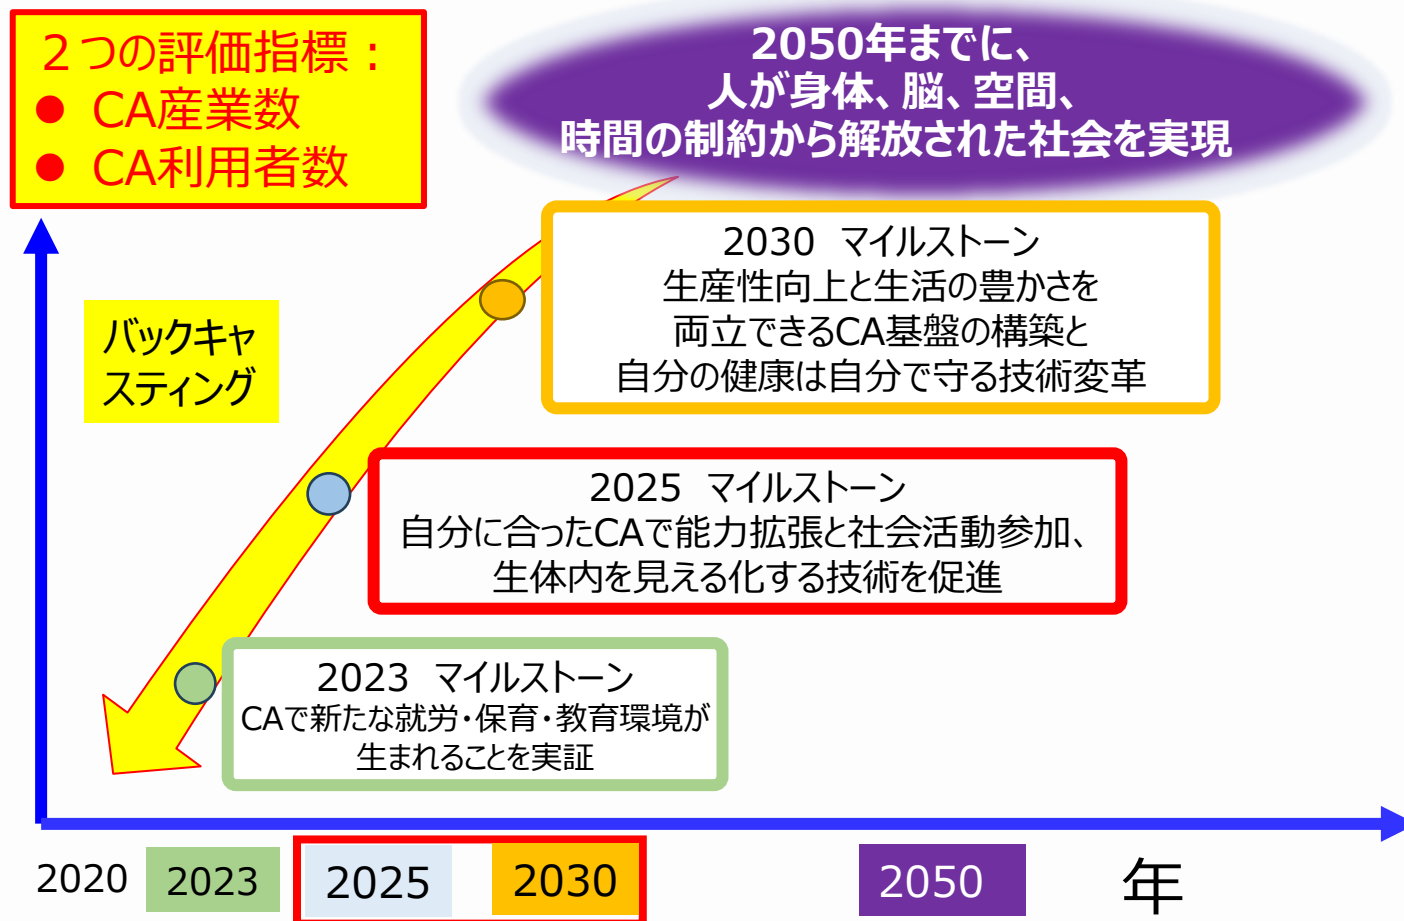 ２つの評価指標：
● CA産業数
● CA利用者数
2050年までに、
人が身体、脳、空間、
時間の制約から解放された社会を実現
バックキャ
スティング
2030 マイルストーン
生産性向上と生活の豊かさを
両立できるCA基盤の構築と
自分の健康は自分で守る技術変革
2025 マイルストーン
自分に合ったCAで能力拡張と社会活動参加、
生体内を見える化する技術を促進
2023 マイルストーン
CAで新たな就労・保育・教育環境が
生まれることを実証
2020 2023 2025 2030 2050 年